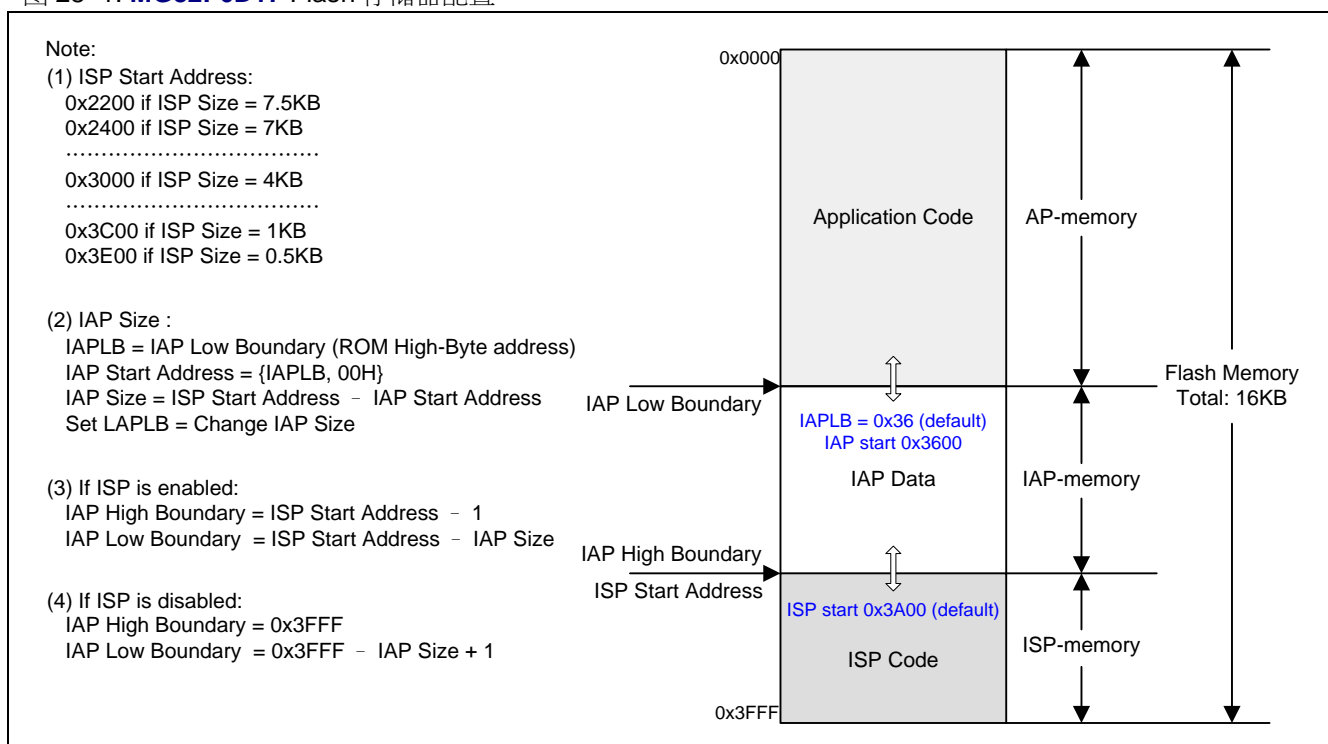 Note:
(1) ISP Start Address:
0x2200 if ISP Size = 7.5KB
0x2400 if ISP Size = 7KB
....................................
0x3000 if ISP Size = 4KB
....................................
0x3C00 if ISP Size = 1KB
0x3E00 if ISP Size = 0.5KB
(2) IAP Size :
IAPLB = IAP Low Boundary (ROM High-Byte address)
IAP Start Address = {IAPLB, 00H}
IAP Size = ISP Start Address – IAP Start Address
Set LAPLB = Change IAP Size
(3) If ISP is enabled:
IAP High Boundary = ISP Start Address – 1
IAP Low Boundary = ISP Start Address – IAP Size
(4) If ISP is disabled:
IAP High Boundary = 0x3FFF
IAP Low Boundary = 0x3FFF – IAP Size + 1
0x0000
Application Code
AP-memory
Flash Memory
Total: 16KB
IAP Low Boundary
IAPLB = 0x36 (default)
IAP start 0x3600
IAP Data
IAP-memory
IAP High Boundary
ISP Start Address
ISP start 0x3A00 (default)
ISP Code
ISP-memory
0x3FFF